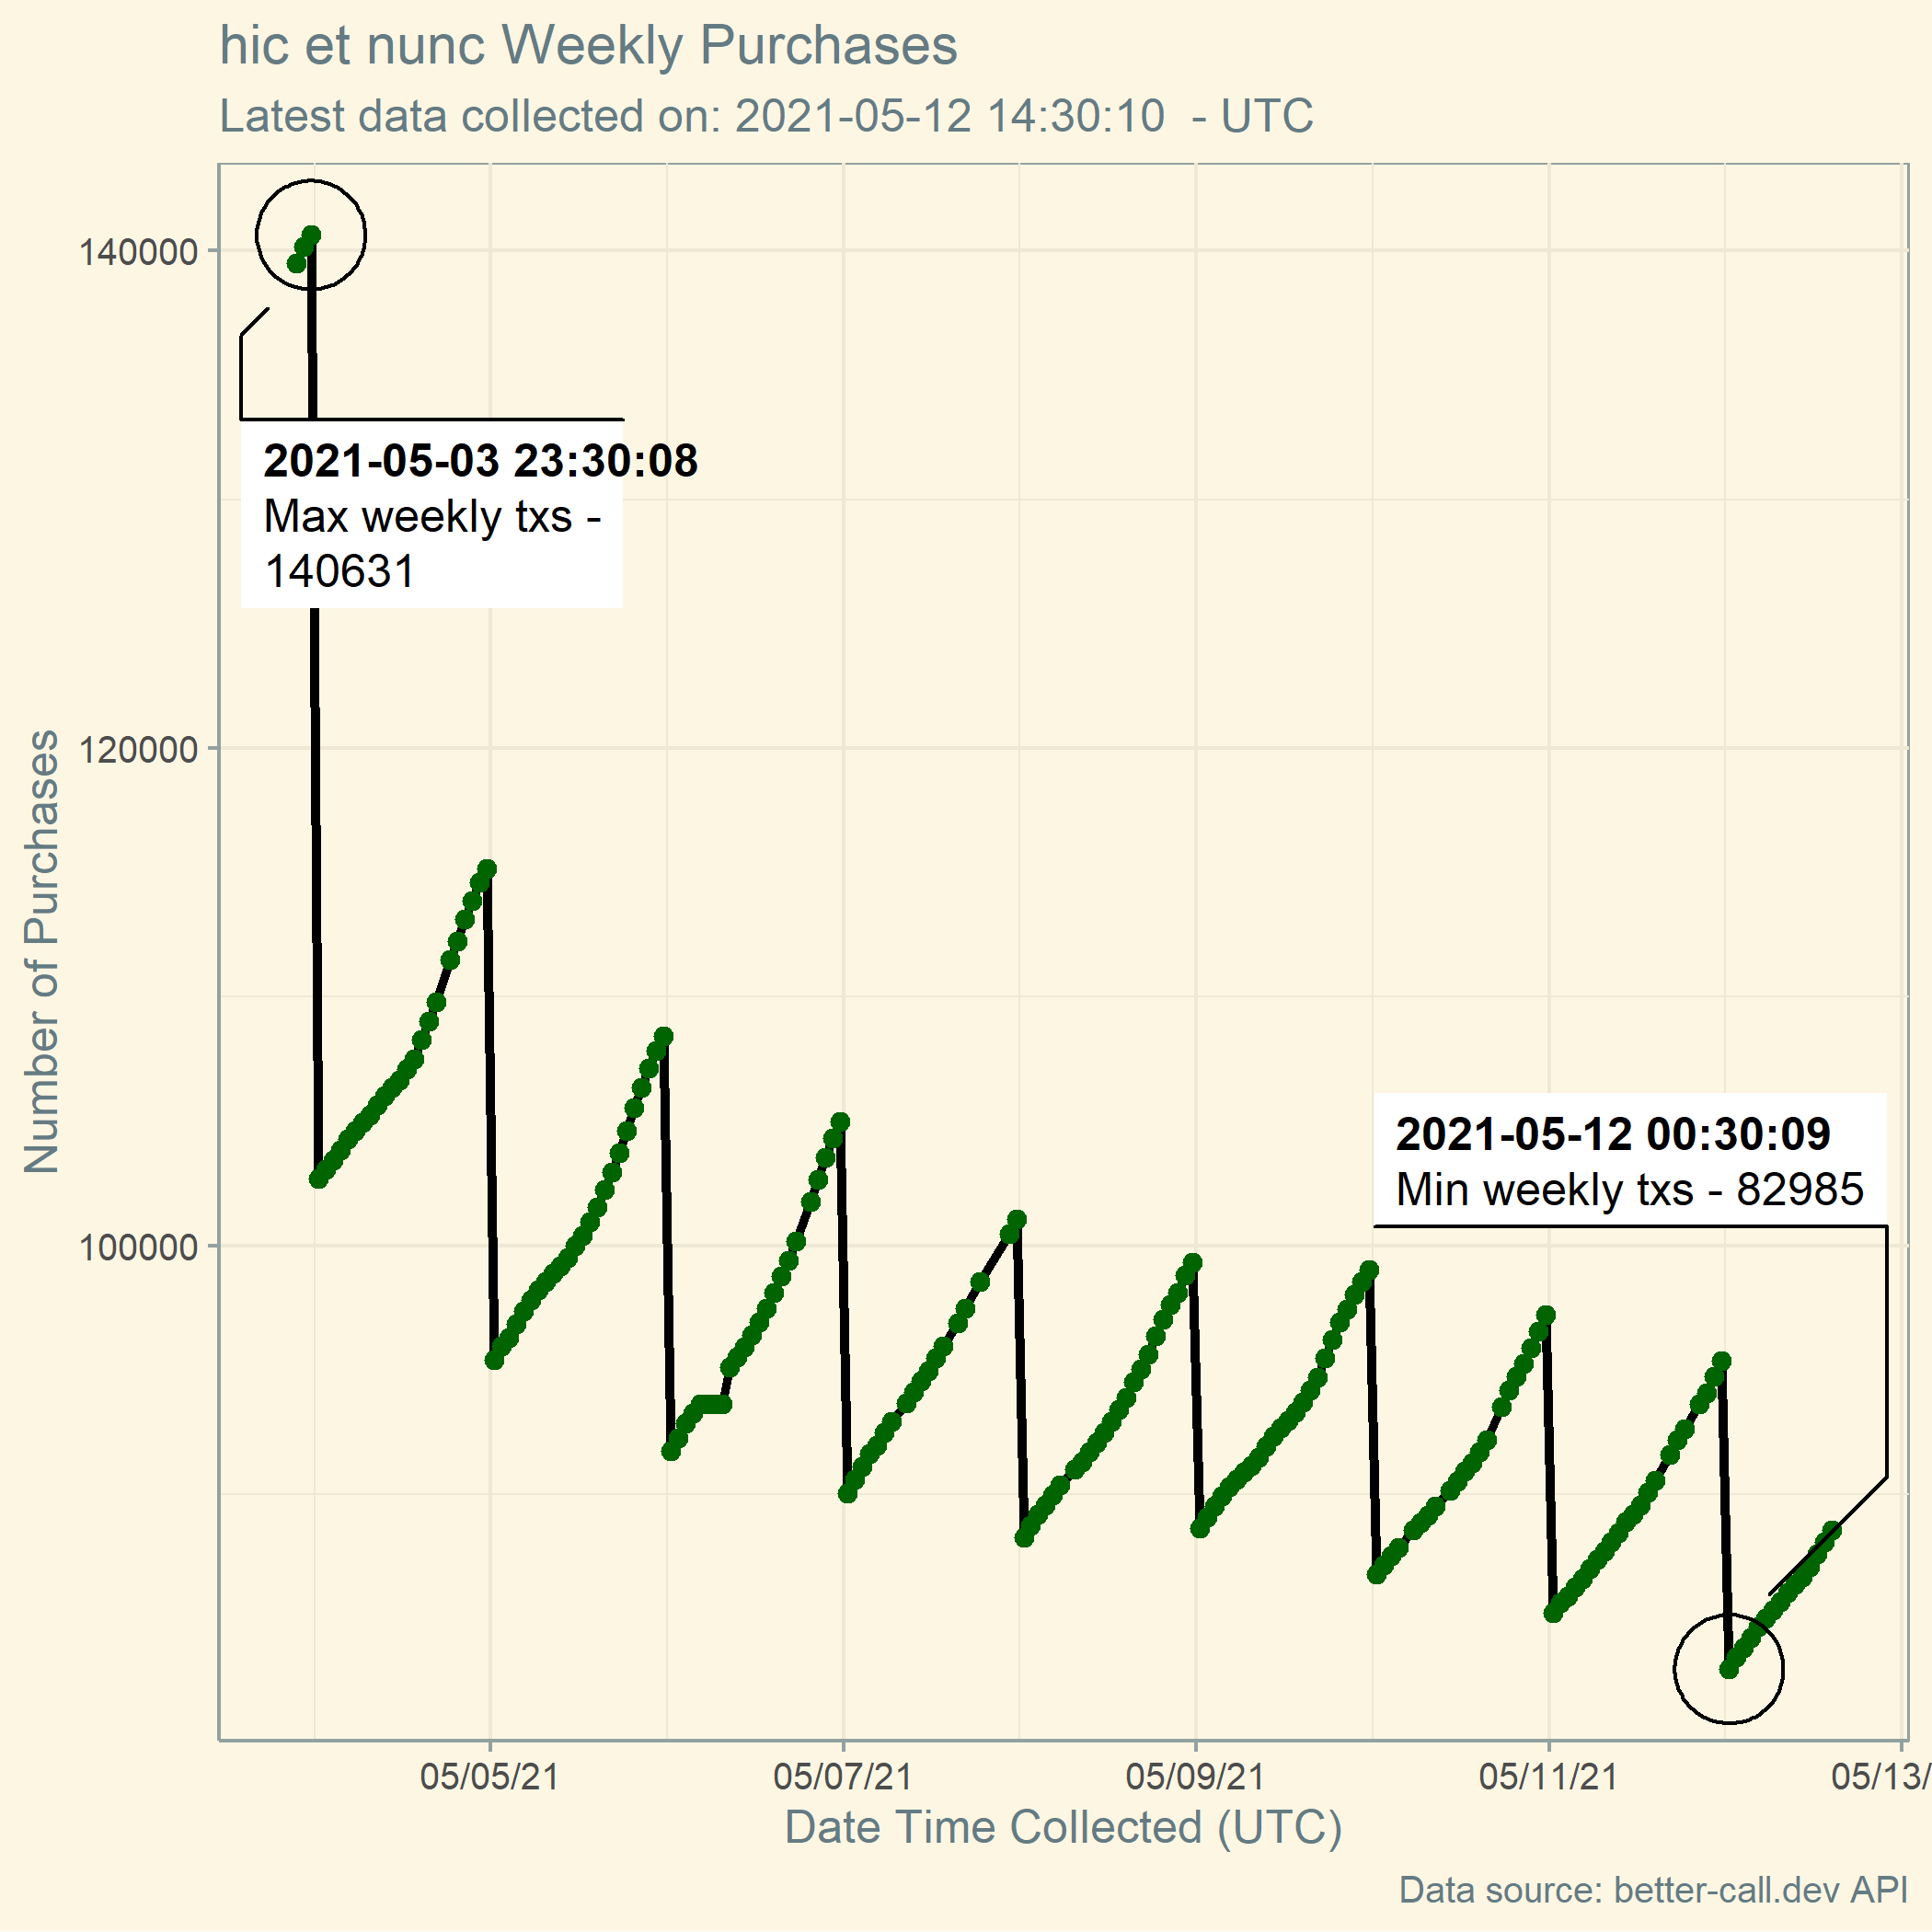 hic et nunc Weekly Purchases
Latest data collected on: 2021-05-12 14:30:10  - UTC
140000
120000
100000
Number of Purchases
2021-05-03 23:30:08
Max weekly txs -
140631
2021-05-12 00:30:09
Min weekly txs - 82985
05/05/21
05/07/21
05/09/21
05/11/21
05/13/
Date Time Collected (UTC)
Data source: better-call.dev API